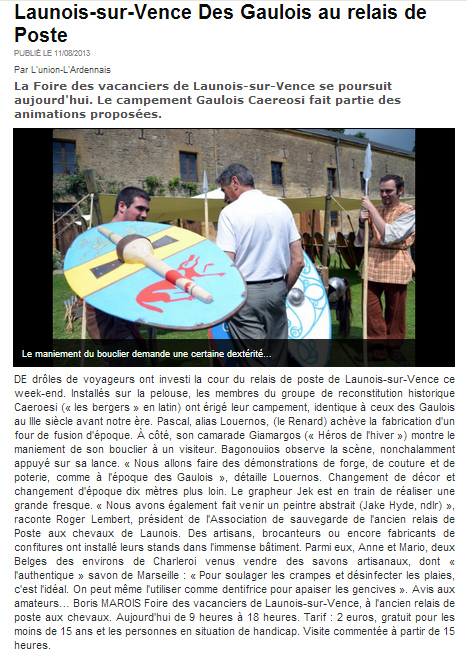 Launois-sur-Vence Des Gaulois au relais de
Poste
PUBLIÉ LE 11/08/2013
Par L'union-L'Ardennais
La Foire des vacanciers de Launois-sur-Vence se poursuit
aujourd'hui. Le campement Gaulois Caereosi fait partie des
animations proposées.
Le maniement du bouclier demande une certaine dextérité...
DE drôles de voyageurs ont investi la cour du relais de poste de Launois-sur-Vence ce
week-end. Installés sur la pelouse, les membres du groupe de reconstitution historique
Caeroesi (« les bergers » en latin) ont érigé leur campement, identique à ceux des Gaulois
au IIIe siècle avant notre ère. Pascal, alias Louernos, (le Renard) achève la fabrication d'un
four de fusion d'époque. À côté, son camarade Giamargos (« Héros de l'hiver ») montre le
maniement de son bouclier à un visiteur. Bagonouiios observe la scène, nonchalamment
appuyé sur sa lance. « Nous allons faire des démonstrations de forge, de couture et de
poterie, comme à l'époque des Gaulois », détaille Louernos. Changement de décor et
changement d'époque dix mètres plus loin. Le grapheur Jek est en train de réaliser une
grande fresque. « Nous avons également fait venir un peintre abstrait (Jake Hyde, ndlr) »,
raconte Roger Lembert, président de l'Association de sauvegarde de l'ancien relais de
Poste aux chevaux de Launois. Des artisans, brocanteurs ou encore fabricants de
confitures ont installé leurs stands dans l'immense bâtiment. Parmi eux, Anne et Mario, deux
Belges des environs de Charleroi venus vendre des savons artisanaux, dont «
l'authentique » savon de Marseille : « Pour soulager les crampes et désinfecter les plaies,
c'est l'idéal. On peut même l'utiliser comme dentifrice pour apaiser les gencives ». Avis aux
amateurs... Boris MAROIS Foire des vacanciers de Launois-sur-Vence, à l'ancien relais de
poste aux chevaux. Aujourd'hui de 9 heures à 18 heures. Tarif : 2 euros, gratuit pour les
moins de 15 ans et les personnes en situation de handicap. Visite commentée à partir de 15
heures.